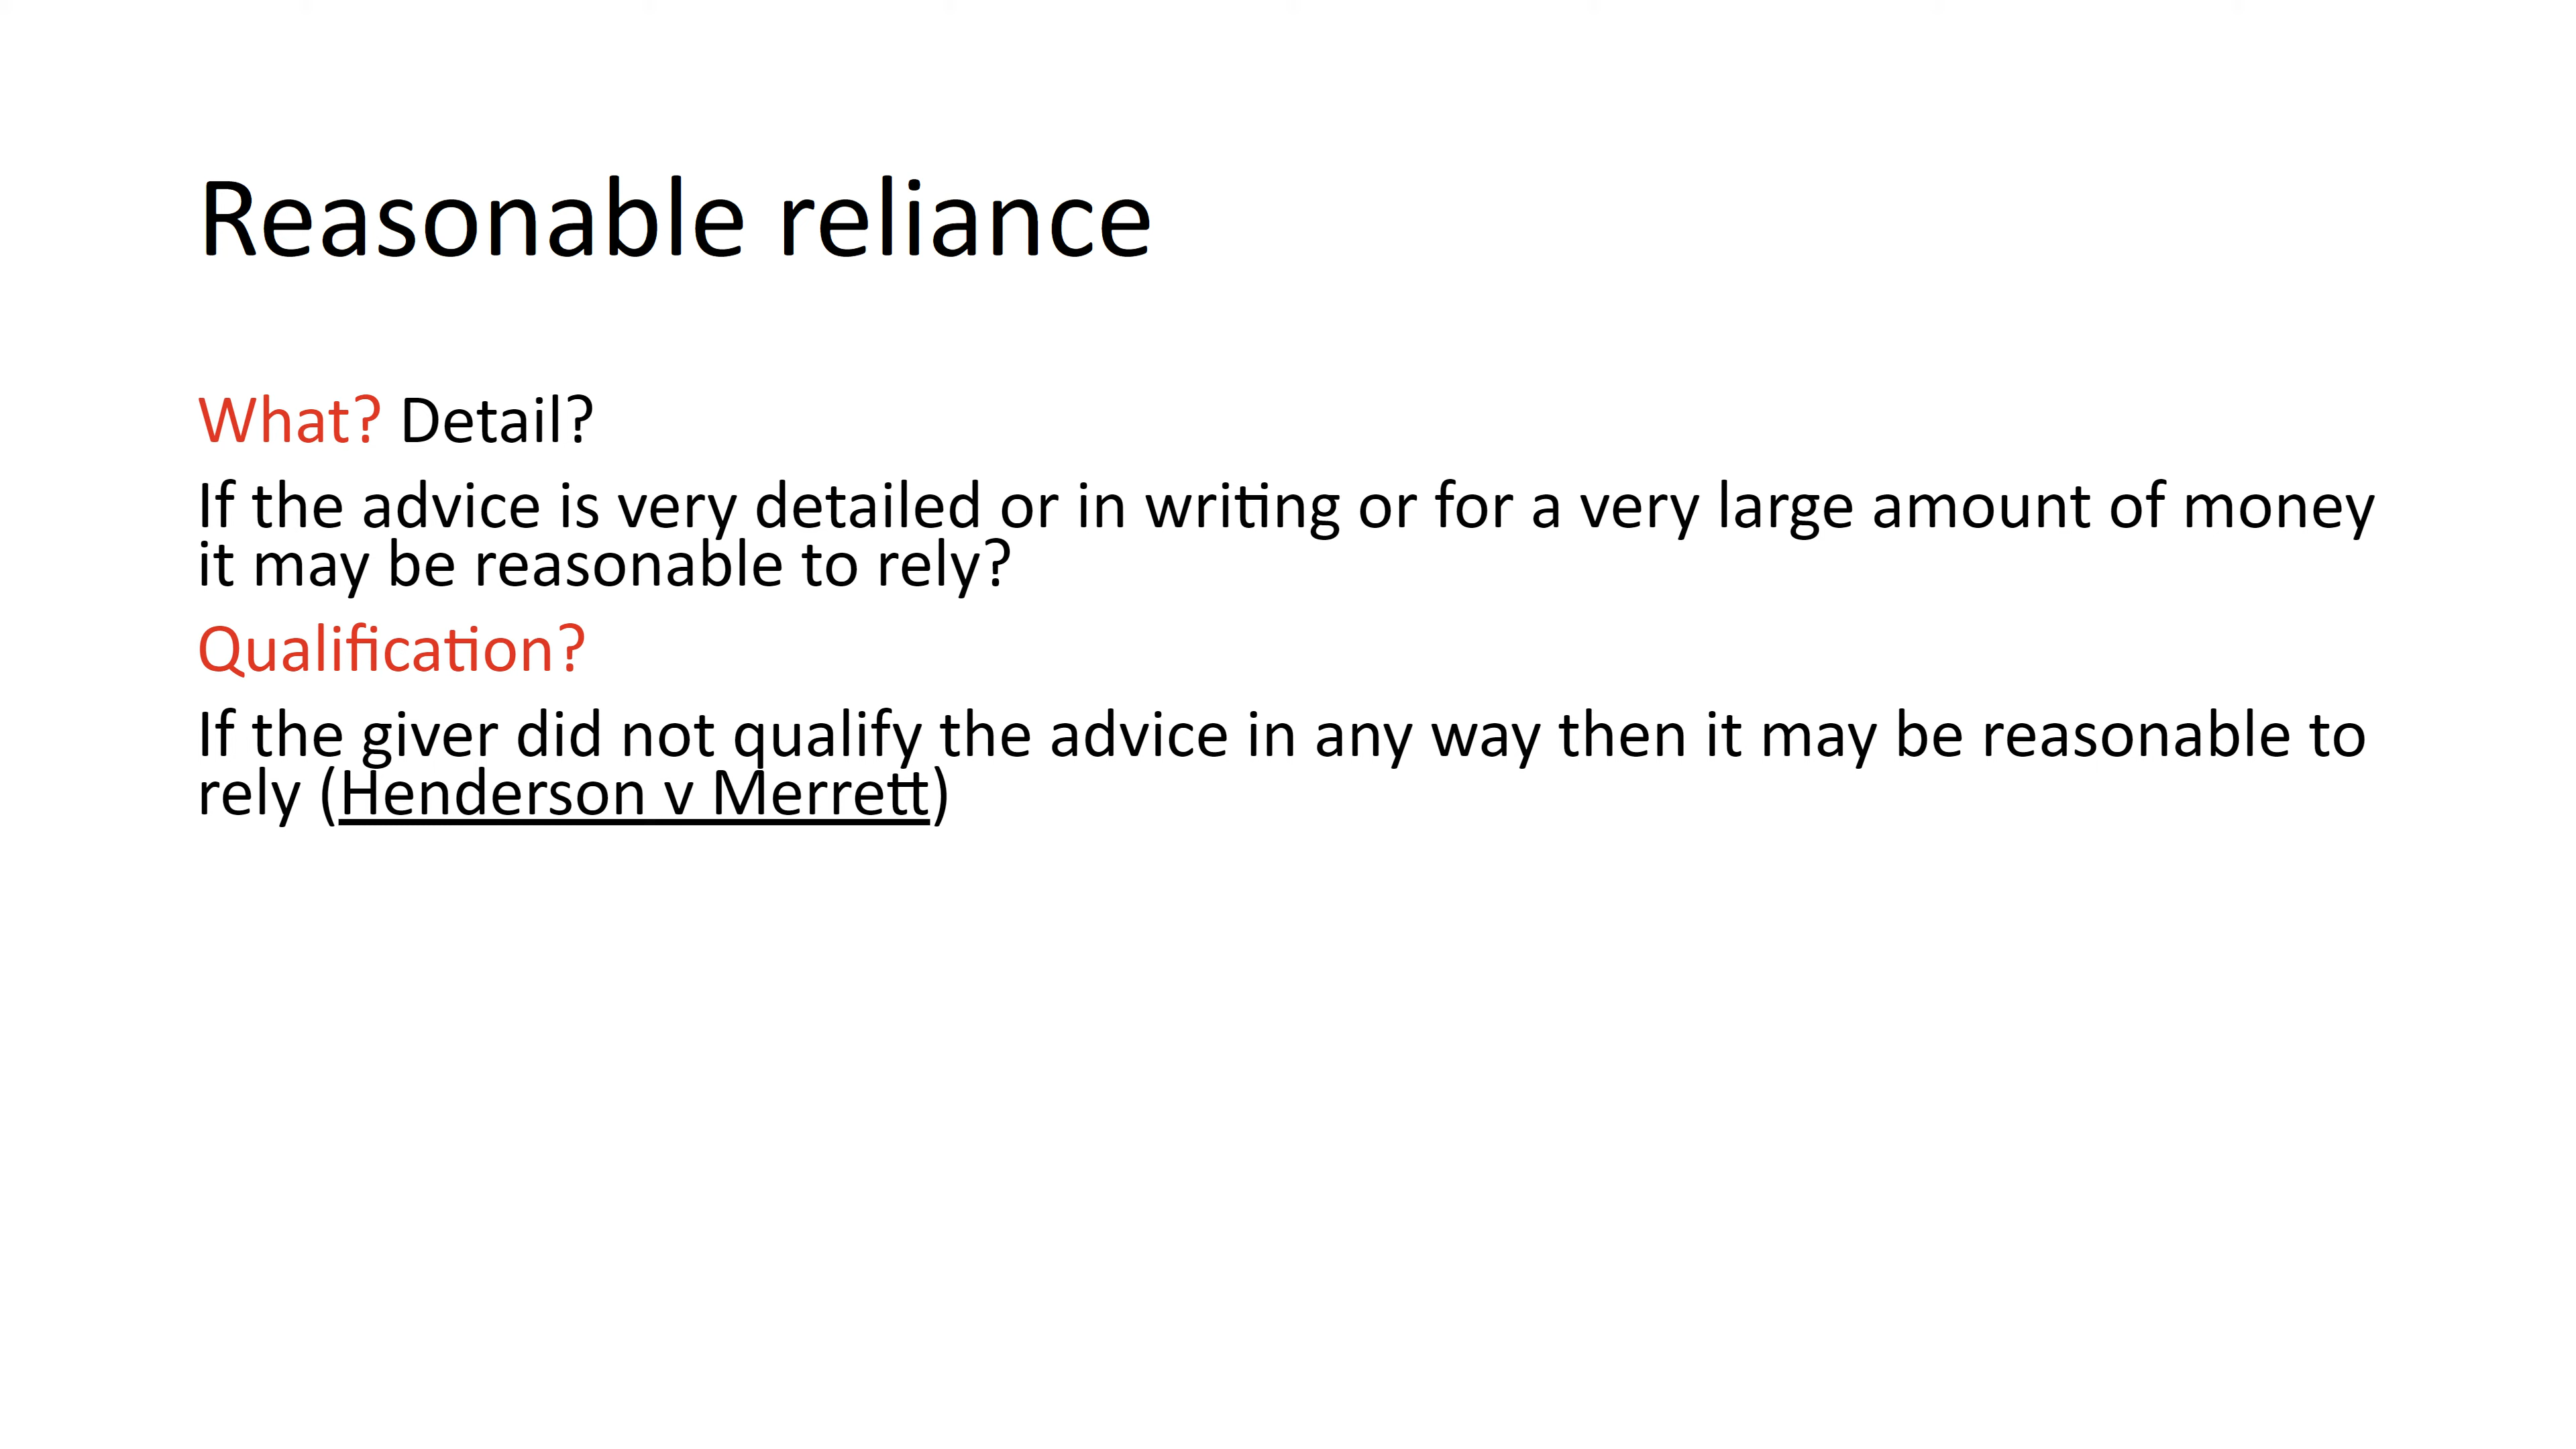 Reasonable reliance
What? Detail?
If the advice is very detailed or in writing or for a very large amount of money
it may be reasonable to rely?
Qualification?
If the giver did not qualify the advice in any way then it may be reasonable to
rely (Henderson v Merrett)